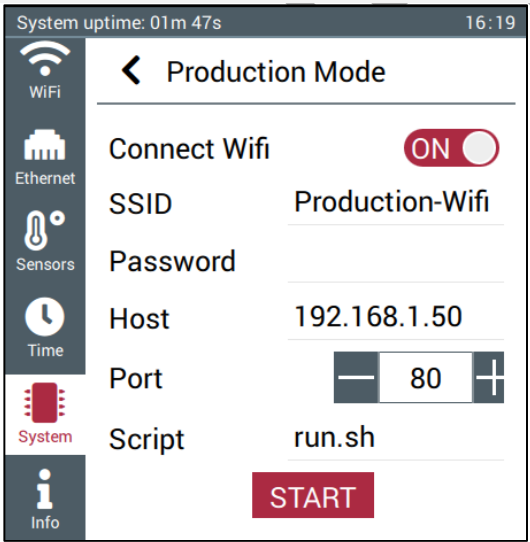 System uptime: 01m 47s 16:19
WiFi
Ethernet
Sensors
Time
System
Info
Production Mode
Connect Wifi ON
SSID Production-Wifi
Password
Host 192.168.1.50
Port 80
Script run.sh
START